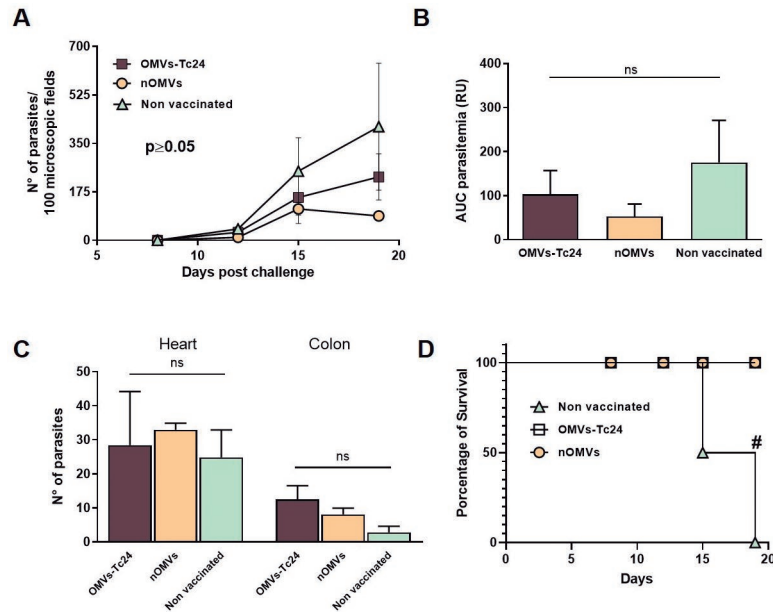 A
N° of parasites/
100 microscopic fields
700
525
350
175
0
5
10
15
20
Days post challenge
OMVs-Tc24
nOMVs
Non vaccinated
p≥0.05
B
AUC parasitemia (RU)
400
300
200
100
0
ns
OMVs-Tc24
nOMVs
Non vaccinated
C
Heart
Colon
N° of parasites
50
40
30
20
10
0
ns
ns
OMVs-Tc24
nOMVs
Non vaccinated
OMVs-Tc24
nOMVs
Non vaccinated
D
Percentage of Survival
100
50
0
0
5
10
15
20
Days
Non vaccinated
OMVs-Tc24
nOMVs
#